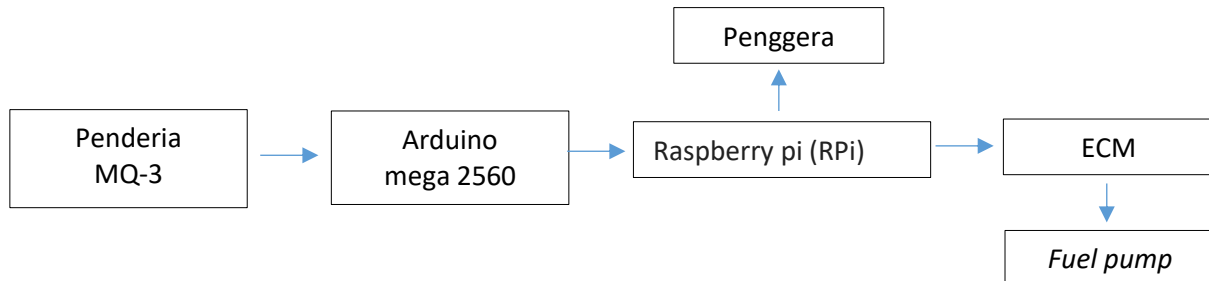 Penggera
Penderia
MQ-3
Arduino
mega 2560
Raspberry pi (RPi)
ECM
Fuel pump